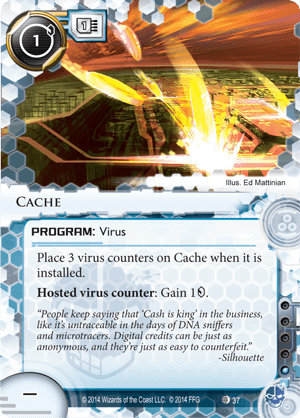 1
Illus. Ed Mattinian
CACHE
PROGRAM: Virus
Place 3 virus counters on Cache when it is
installed.
Hosted virus counter: Gain 1.
"People keep saying that 'Cash is king' in the business,
like it's untraceable in the days of DNA sniffers
and microtracers. Digital credits can be just as
anonymous, and they're just as easy to counterfeit."
-Silhouette
–
©2014 Wizards of the Coast LLC. © 2014 FFG
37